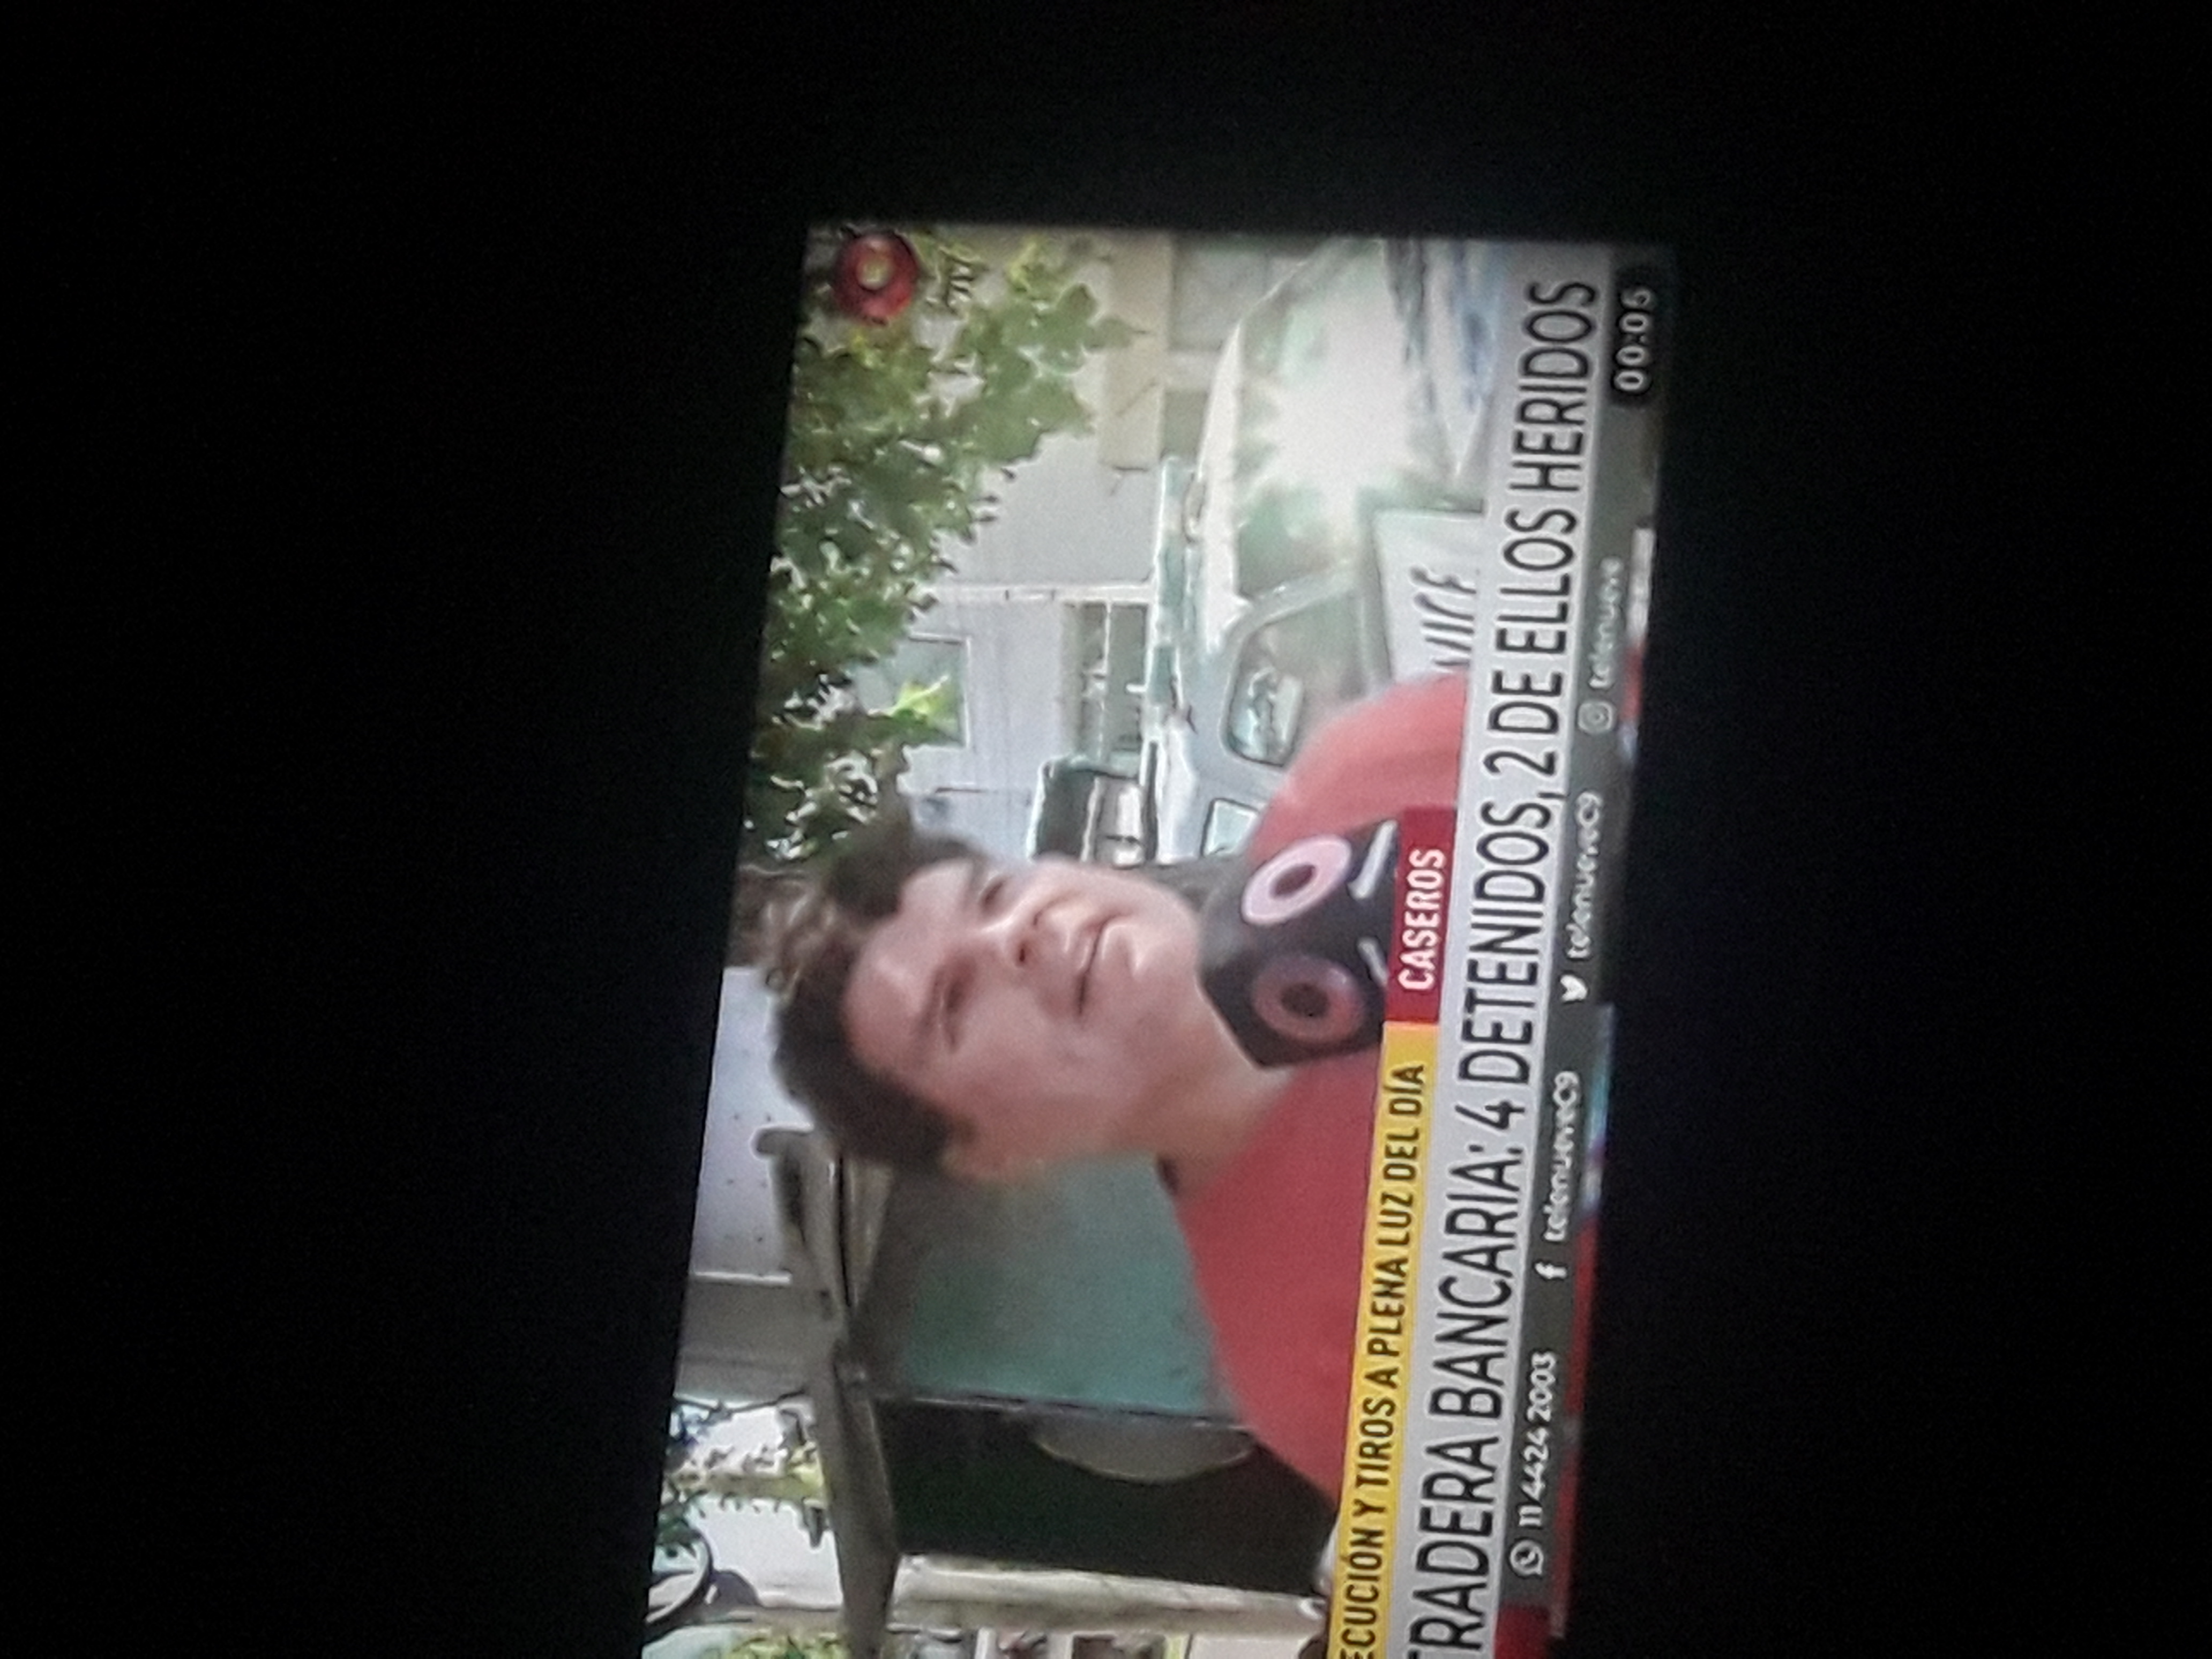 ECUCIÓN Y TIROS A PLENA LUZ DEL DÍA
CASEROS
TRADERA BANCARIA: 4 DETENIDOS, 2 DE ELLOS HERIDOS
11 4424 2003 telenueveC9 telenueveC9 telenueve
00:05